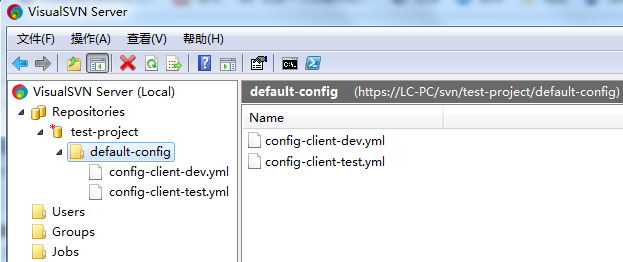 VisualSVN Server
文件(F) 操作(A) 查看(V) 帮助(H)
VisualSVN Server (Local)
Repositories
test-project
default-config
config-client-dev.yml
config-client-test.yml
Users
Groups
Jobs
default-config (https://LC-PC/svn/test-project/default-config)
Name
config-client-dev.yml
config-client-test.yml